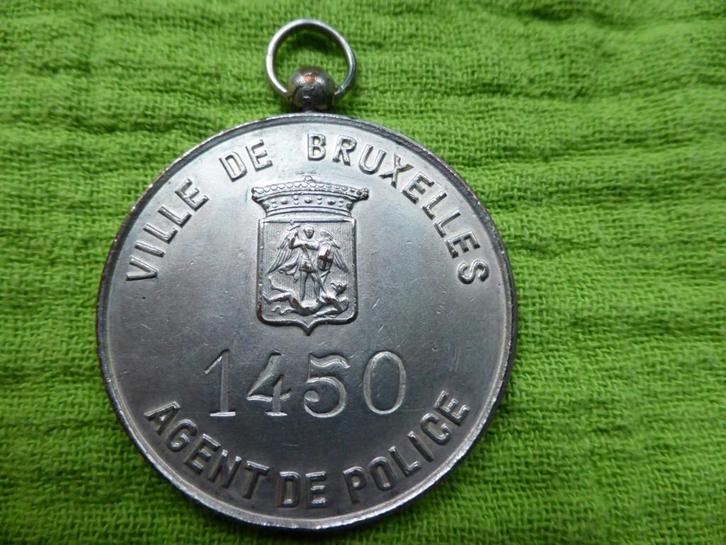 VILLE DE BRUXELLES
1450
AGENT DE POLICE